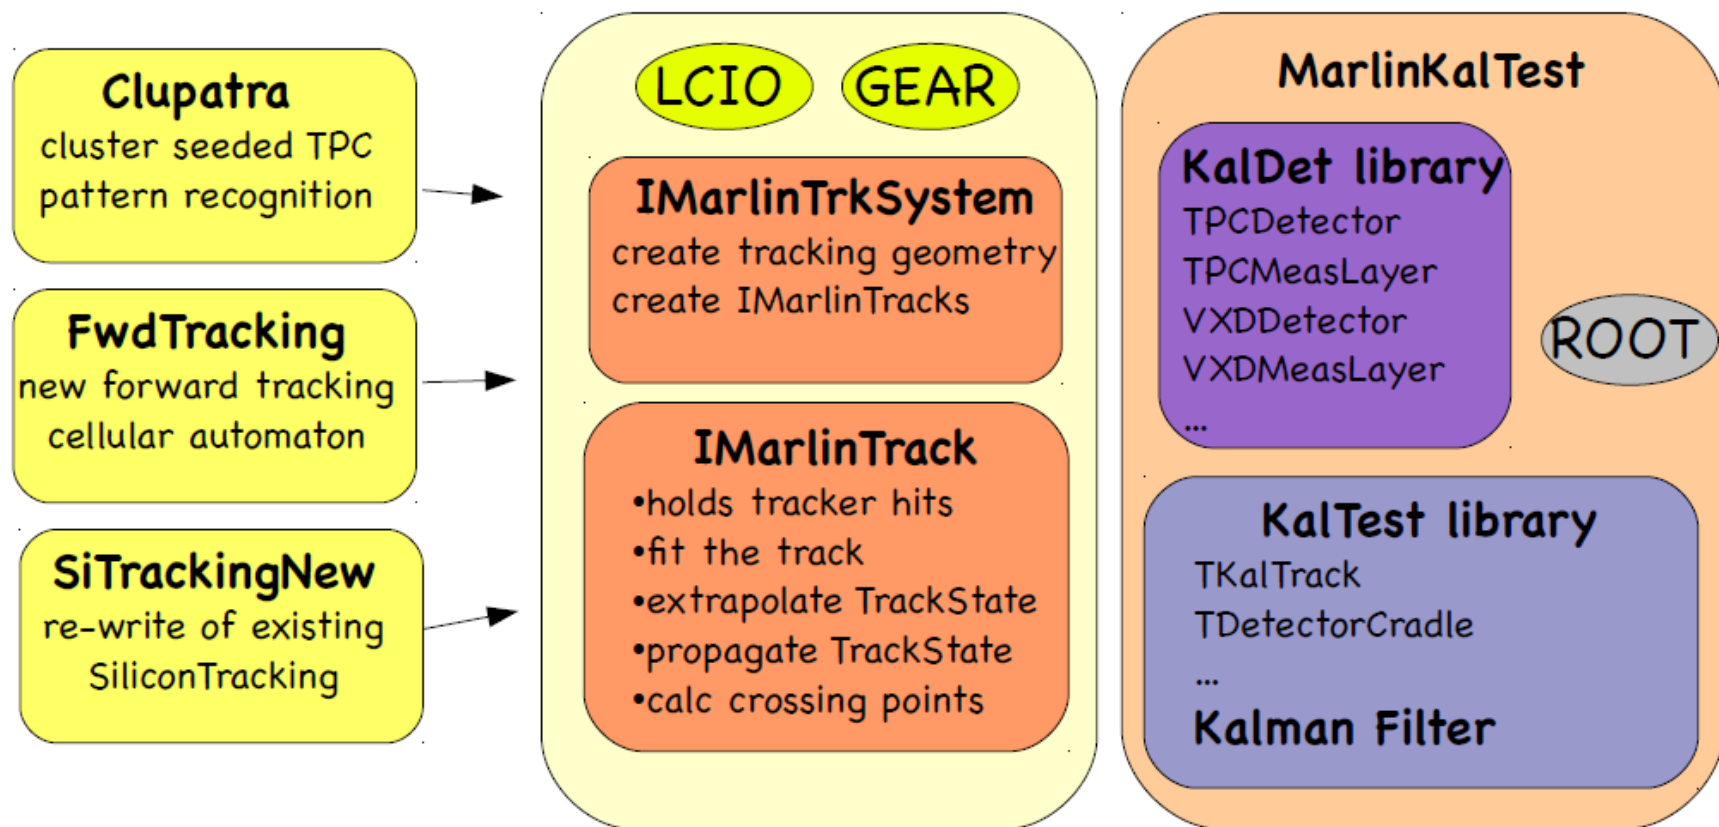 Clupatra
cluster seeded TPC
pattern recognition
FwdTracking
new forward tracking
cellular automaton
SiTrackingNew
re-write of existing
SiliconTracking
LCIO
GEAR
IMarlinTrkSystem
create tracking geometry
create IMarlinTracks
IMarlinTrack
•holds tracker hits
•fit the track
•extrapolate TrackState
•propagate TrackState
•calc crossing points
MarlinKalTest
KalDet library
TPCDetector
TPCMeasLayer
VXDDetector
VXDMeasLayer
...
ROOT
KalTest library
TKalTrack
TDetectorCradle
...
Kalman Filter